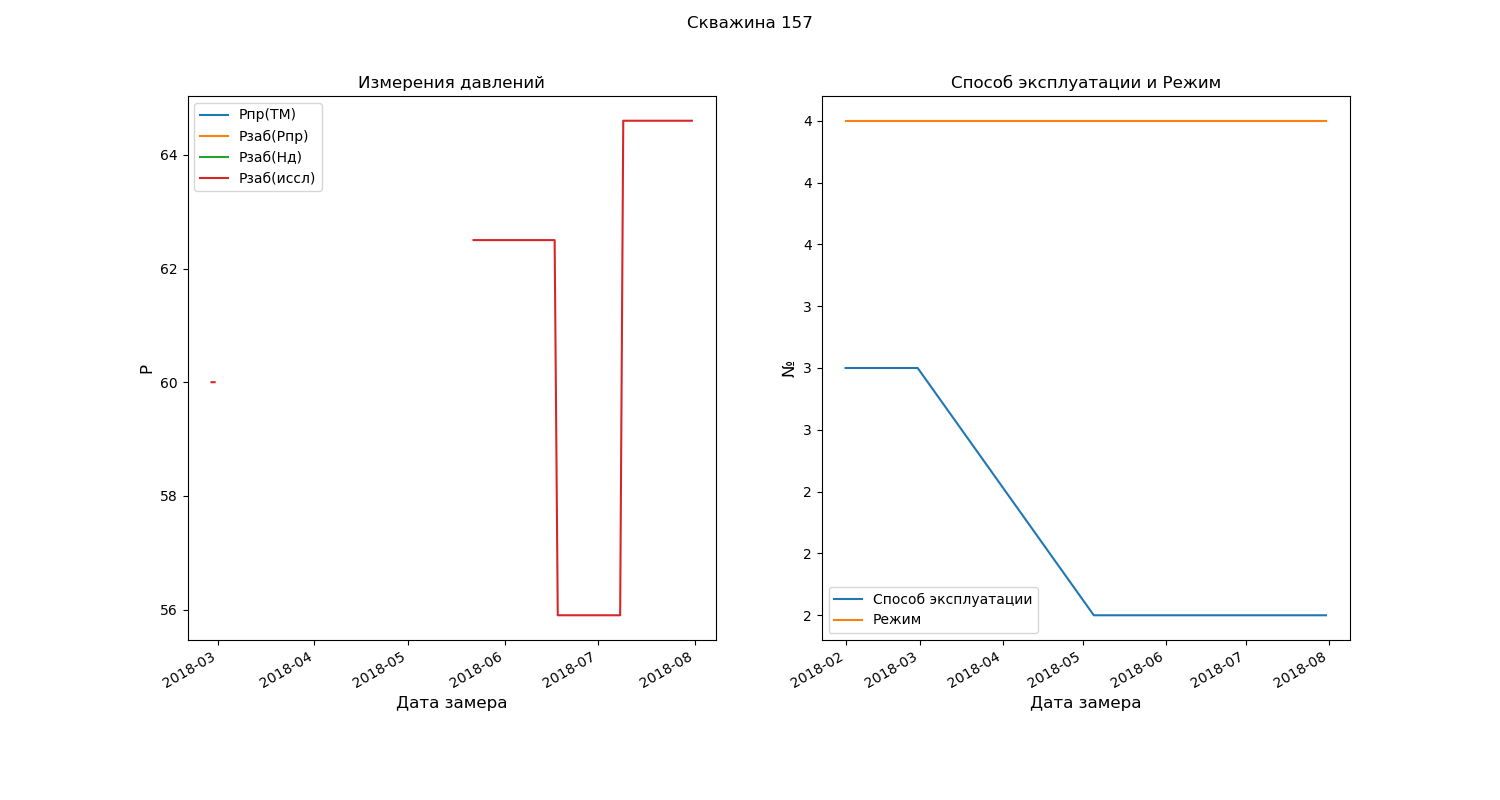 Скважина 157
Измерения давлений
Рпр(ТМ)
Рзаб(Рпр)
Рзаб(Нд)
Рзаб(иссл)
64
62
60
58
56
Р
2018-03
2018-04
2018-05
2018-06
2018-07
2018-08
Дата замера
Способ эксплуатации и Режим
4
4
4
3
3
3
2
2
2
№
Способ эксплуатации
Режим
2018-02
2018-03
2018-04
2018-05
2018-06
2018-07
2018-08
Дата замера